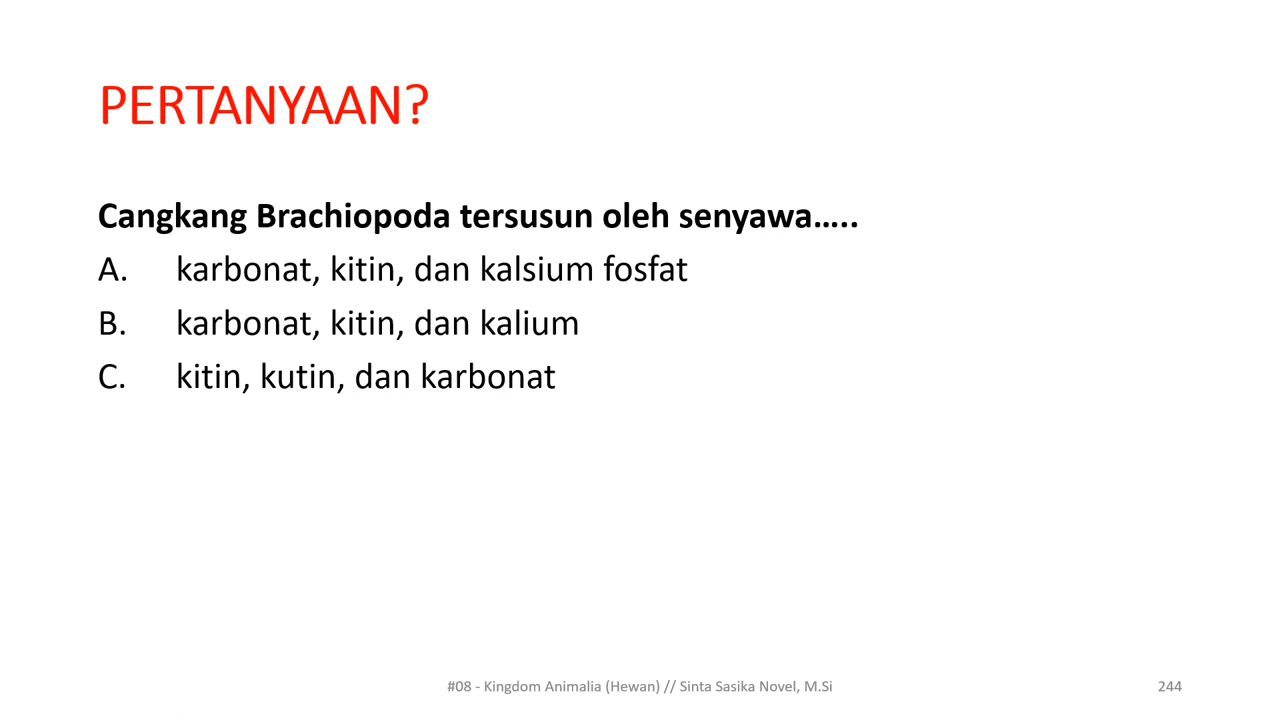 PERTANYAAN?
Cangkang Brachiopoda tersusun oleh senyawa…..
A. karbonat, kitin, dan kalsium fosfat
B. karbonat, kitin, dan kalium
C. kitin, kutin, dan karbonat
#08 - Kingdom Animalia (Hewan) // Sinta Sasika Novel, M.Si
244